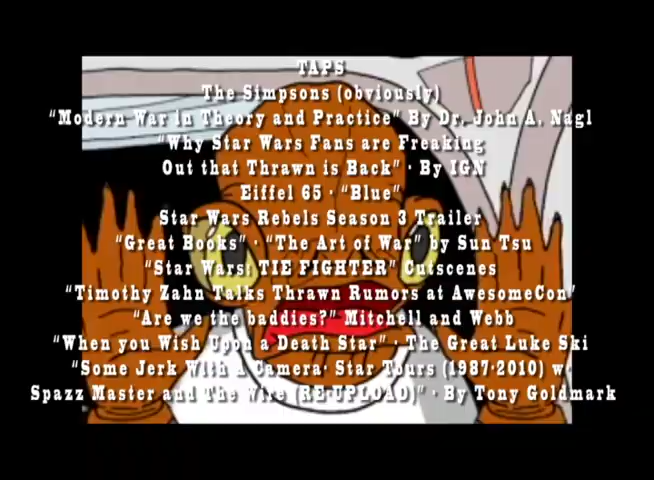 TAPS
The Simpsons (obviously)
"Modern War in Theory and Practice" By Dr. John A. Nagl
"Why Star Wars Fans are Freaking
Out that Thrawn is Back" - By IGN
Eiffel 65 - "Blue"
Star Wars Rebels Season 3 Trailer
"Great Books" - "The Art of War" by Sun Tsu
"Star Wars: TIE FIGHTER" Cutscenes
"Timothy Zahn Talks Thrawn Rumors at AwesomeCon"
"Are we the baddies?" Mitchell and Webb
"When you Wish Upon a Death Star" - The Great Luke Ski
"Some Jerk With A Camera- Star Tours (1987-2010) w
Spazz Master and The Wire (RE-UPLOAD)" - By Tony Goldmark